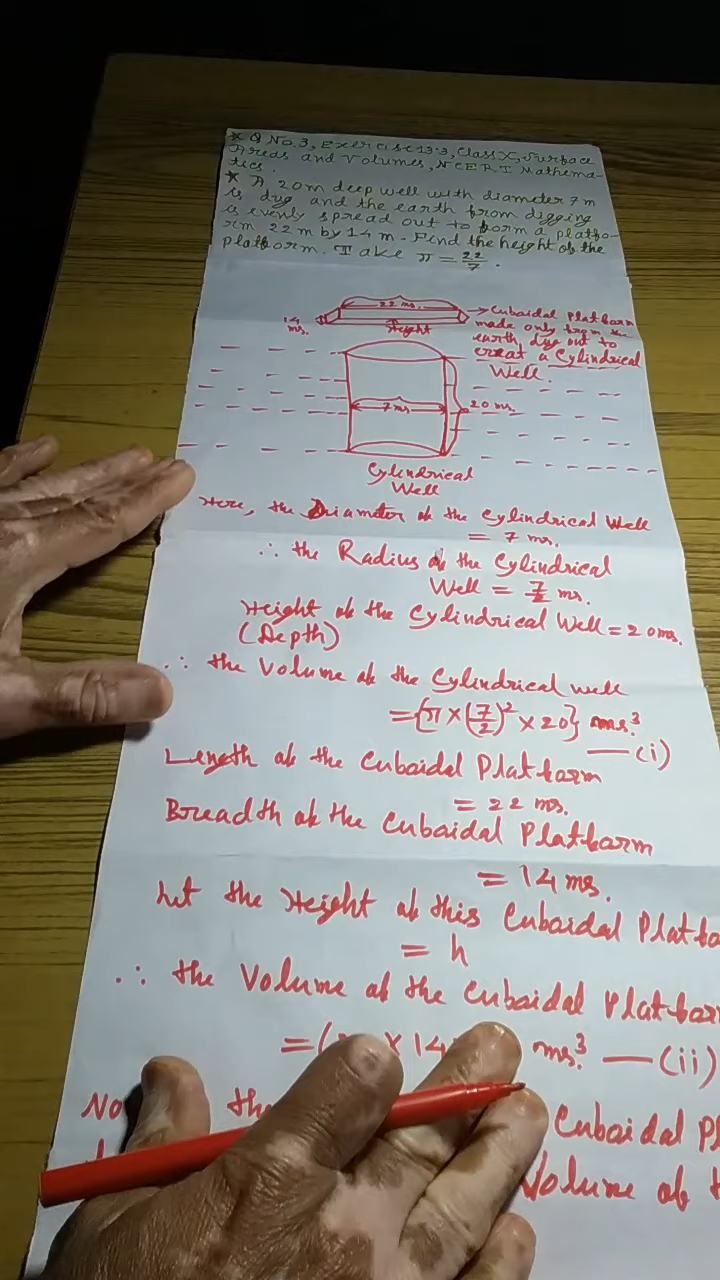 * Q No.3, Exercise 13.3, Class X, Surface
Areas and Volumes, NCERT Mathema-
tics.
* A 20m deep well with diameter 7 m
is dug and the earth from digging
is evenly spread out to form a platfo-
rm 22 m by 14 m. Find the height of the
platform. Take π = 22/7.
22 ms.
14
ms.
Height
→ Cuboidal Platform
made only from the
earth dug out to
creat a Cylindrical
Well.
7 ms.
20 ms.
Cylindrical
Well
Here, the Diameter of the Cylindrical Well
= 7 ms.
∴ the Radius of the Cylindrical
Well = 7/2 ms.
Height of the Cylindrical Well = 20 ms.
(Depth)
∴ the Volume of the Cylindrical well
= {π × (7/2)² × 20} ms.³
—(i)
Length of the Cuboidal Platform
= 22 ms.
Breadth of the Cuboidal Platform
= 14 ms.
Let the Height of this Cuboidal Platfo
= h
∴ the Volume of the Cuboidal Platfor
= ( × 14 ms.³ —(ii)
No the Cuboidal Pl
Volume of t